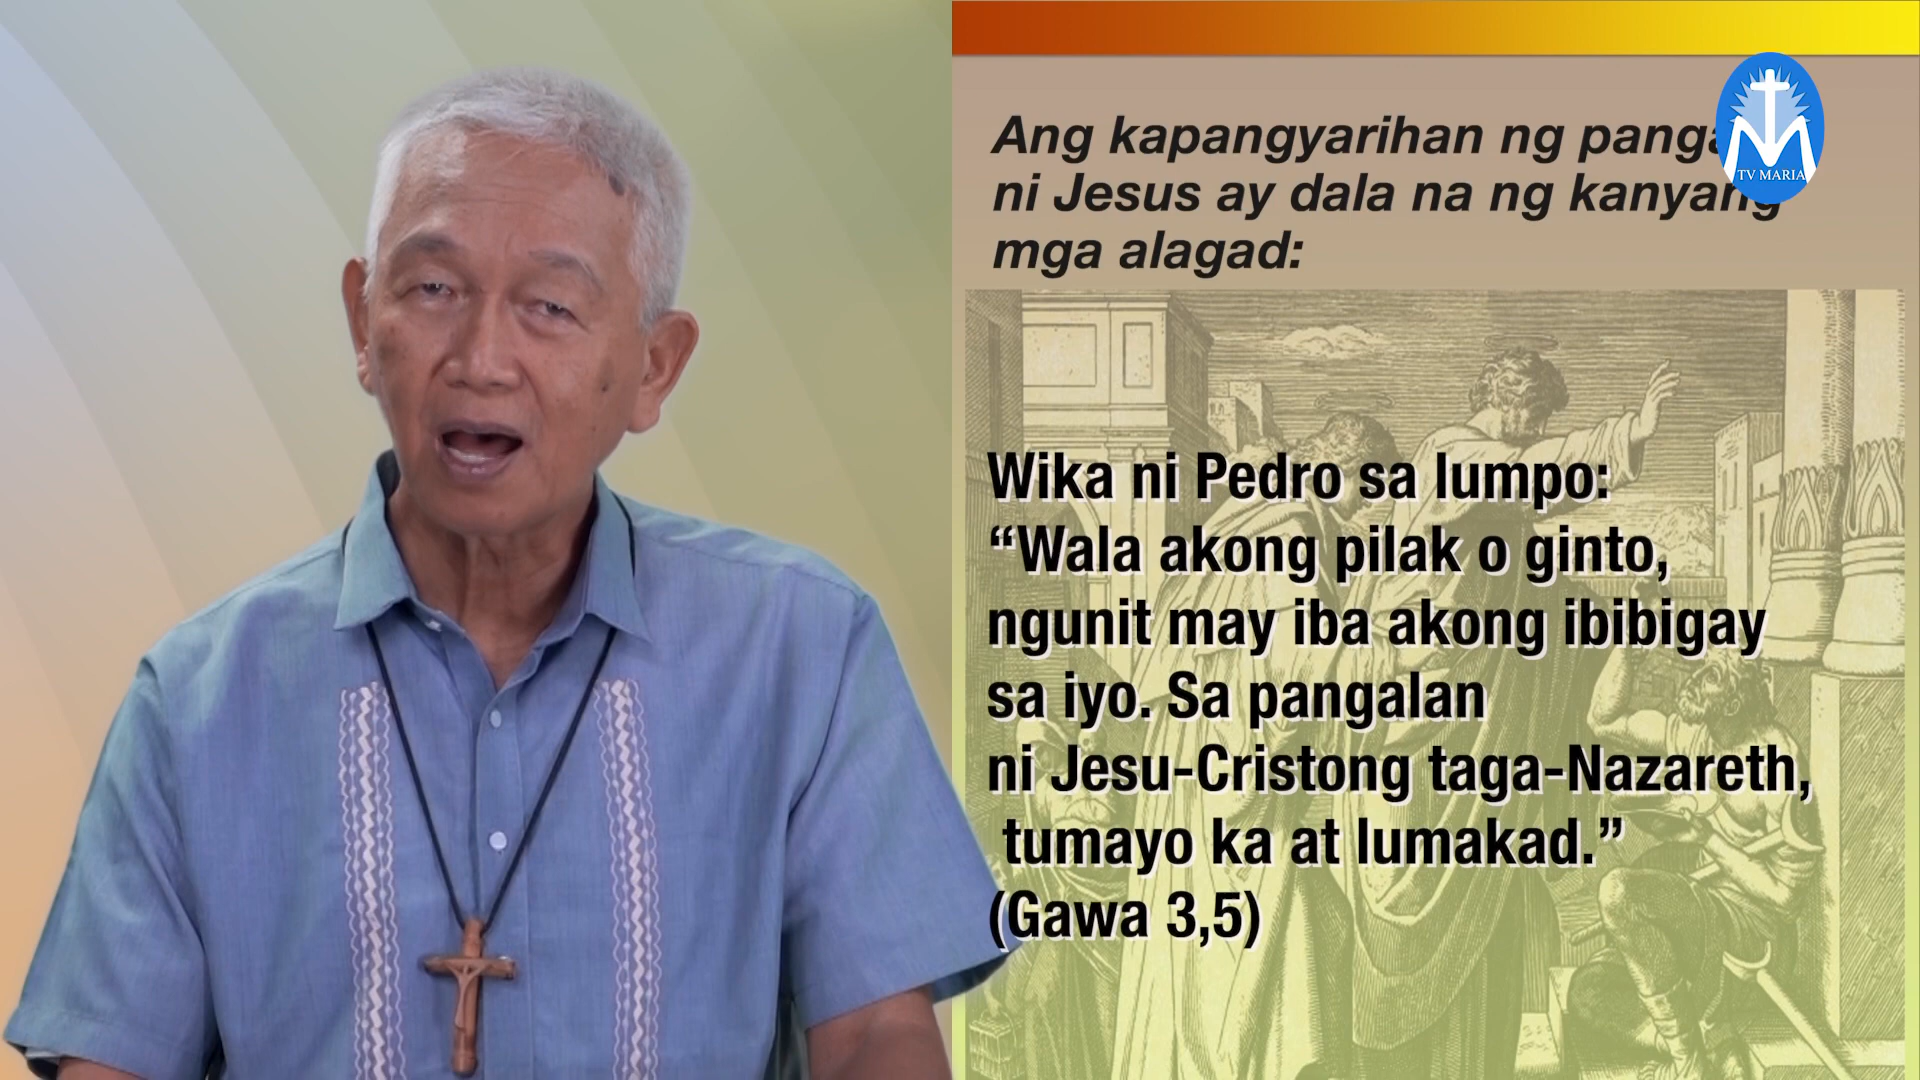 Ang kapangyarihan ng
ni Jesus ay dala na ng kanyang
mga alagad:
TV MARIA
Wika ni Pedro sa lumpo:
“Wala akong pilak o ginto,
ngunit may iba akong ibibigay
sa iyo. Sa pangalan
ni Jesu-Cristong taga-Nazareth,
tumayo ka at lumakad.”
(Gawa 3,5)